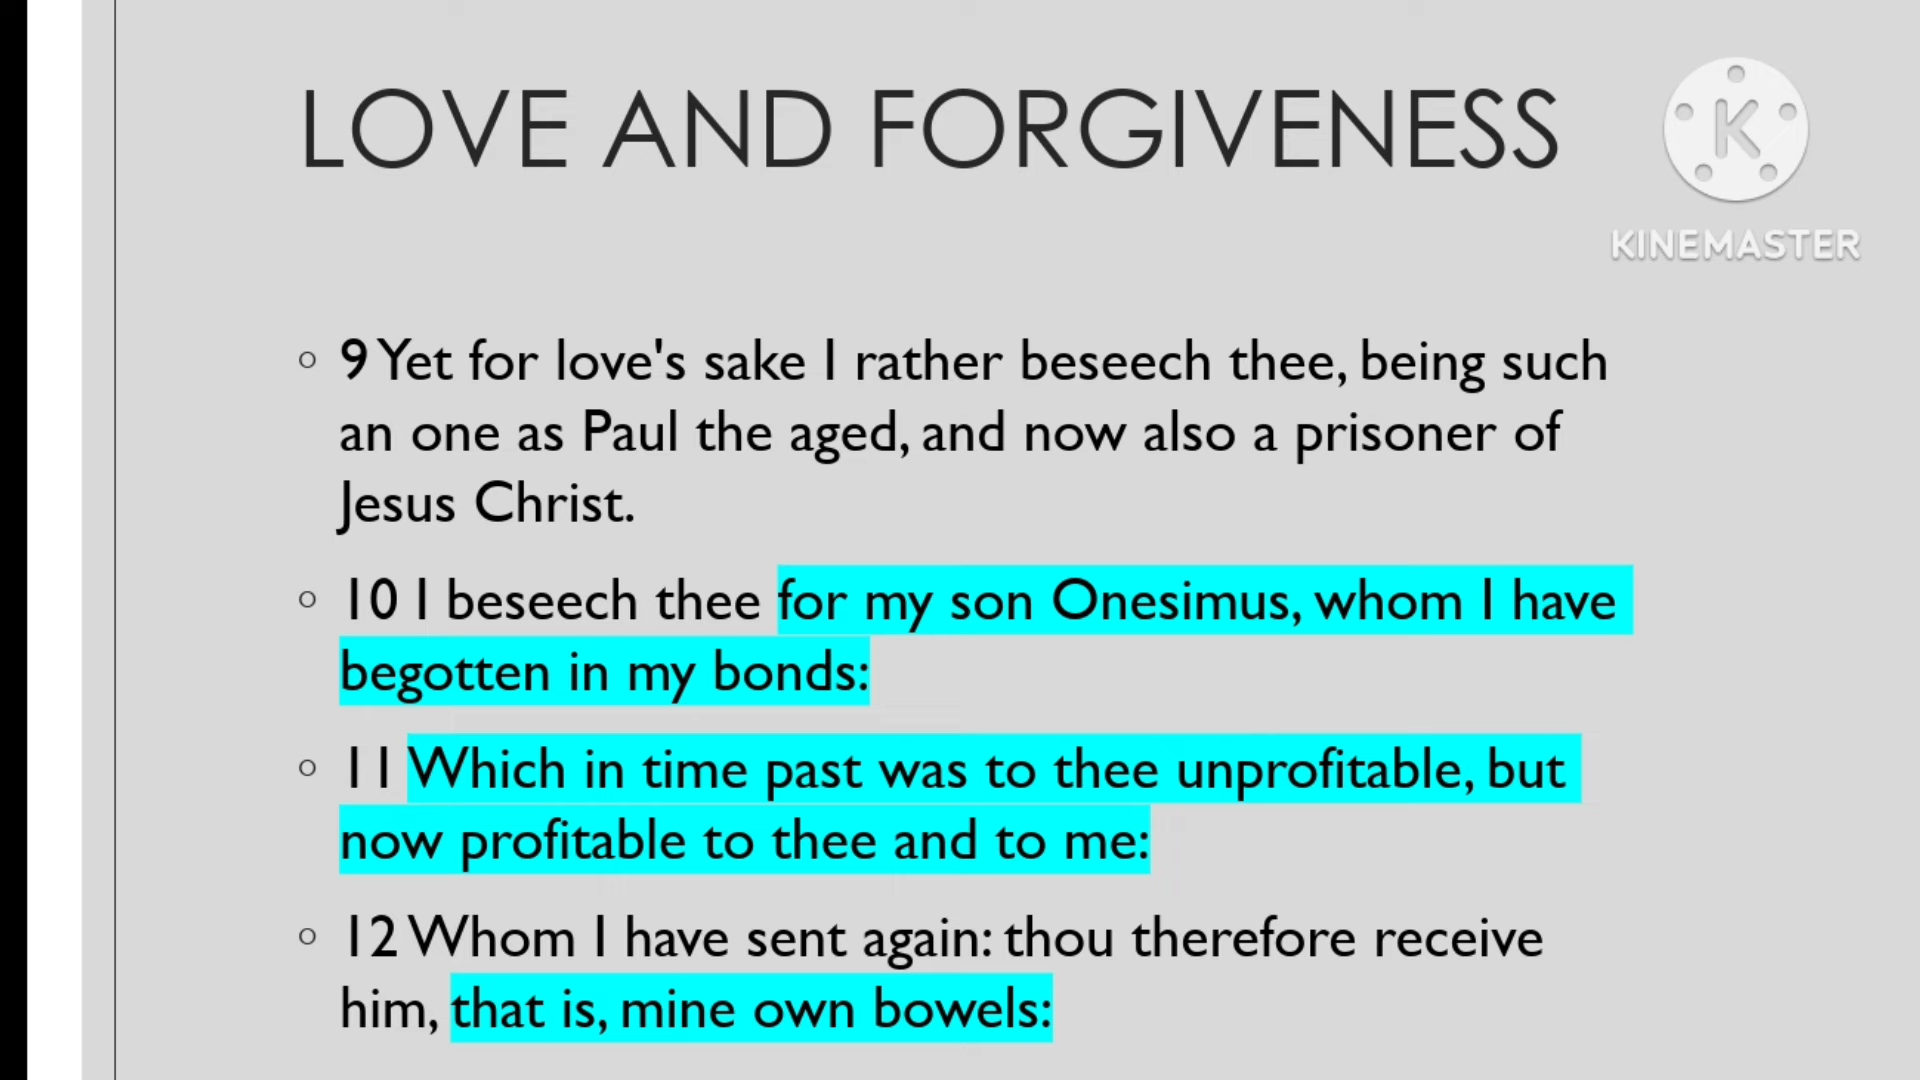 LOVE AND FORGIVENESS
K
KINEMASTER
9 Yet for love's sake I rather beseech thee, being such
an one as Paul the aged, and now also a prisoner of
Jesus Christ.
10 I beseech thee for my son Onesimus, whom I have
begotten in my bonds:
11 Which in time past was to thee unprofitable, but
now profitable to thee and to me:
12 Whom I have sent again: thou therefore receive
him, that is, mine own bowels: